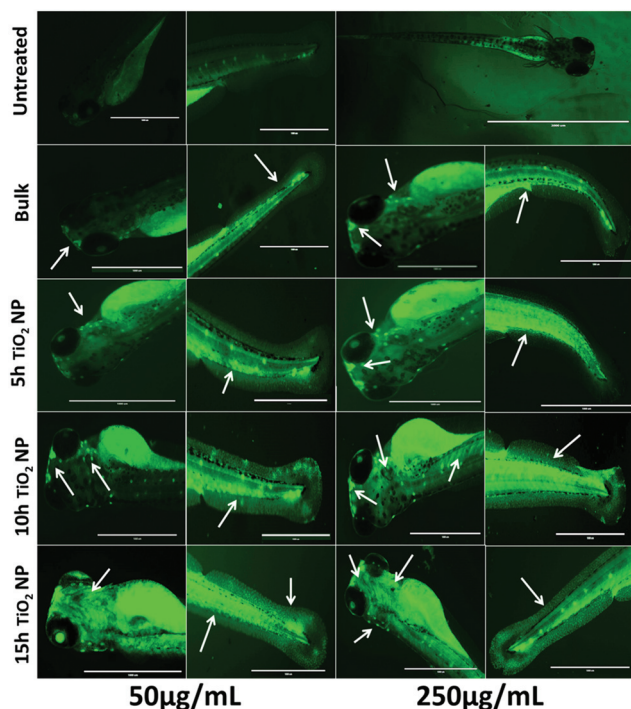 Untreated
Bulk
5h TiO₂ NP
10h TiO₂ NP
15h TiO₂ NP
50µg/mL
250µg/mL